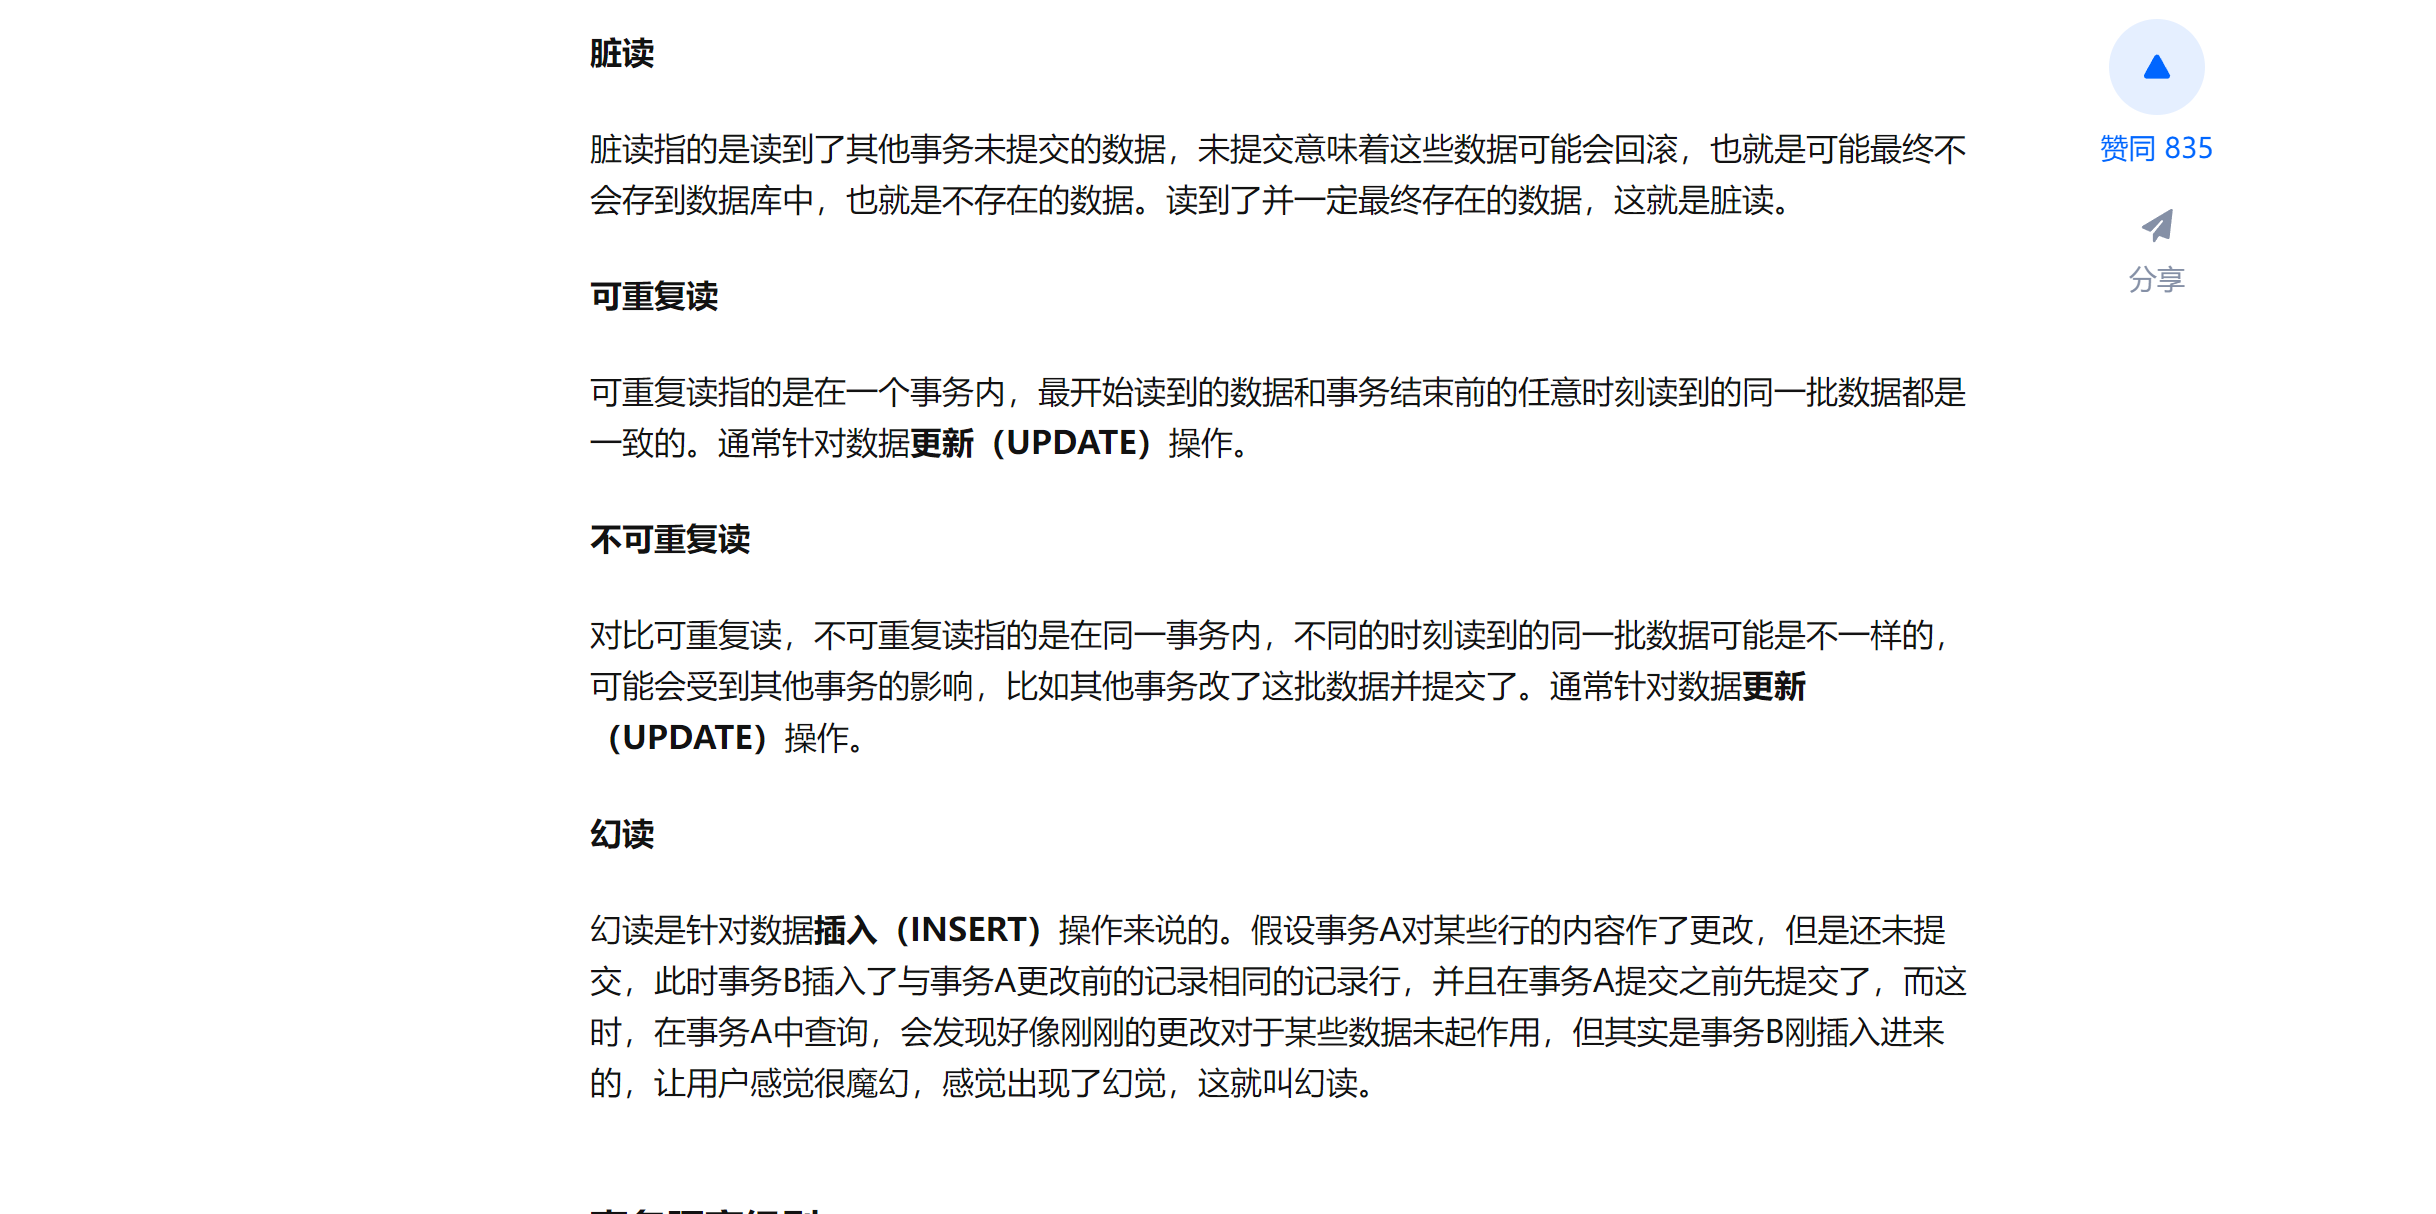 脏读
脏读指的是读到了其他事务未提交的数据，未提交意味着这些数据可能会回滚，也就是可能最终不
会存到数据库中，也就是不存在的数据。读到了并一定最终存在的数据，这就是脏读。
可重复读
可重复读指的是在一个事务内，最开始读到的数据和事务结束前的任意时刻读到的同一批数据都是
一致的。通常针对数据更新（UPDATE）操作。
不可重复读
对比可重复读，不可重复读指的是在同一事务内，不同的时刻读到的同一批数据可能是不一样的，
可能会受到其他事务的影响，比如其他事务改了这批数据并提交了。通常针对数据更新
（UPDATE）操作。
幻读
幻读是针对数据插入（INSERT）操作来说的。假设事务A对某些行的内容作了更改，但是还未提
交，此时事务B插入了与事务A更改前的记录相同的记录行，并且在事务A提交之前先提交了，而这
时，在事务A中查询，会发现好像刚刚的更改对于某些数据未起作用，但其实是事务B刚插入进来
的，让用户感觉很魔幻，感觉出现了幻觉，这就叫幻读。
赞同 835
分享